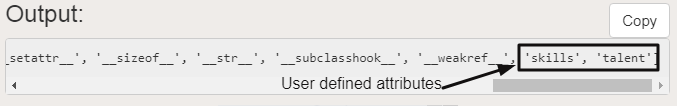 Output:
Copy
_setattr__', '__sizeof__', '__str__', '__subclasshook__', '__weakref__', 'skills', 'talent']
User defined attributes